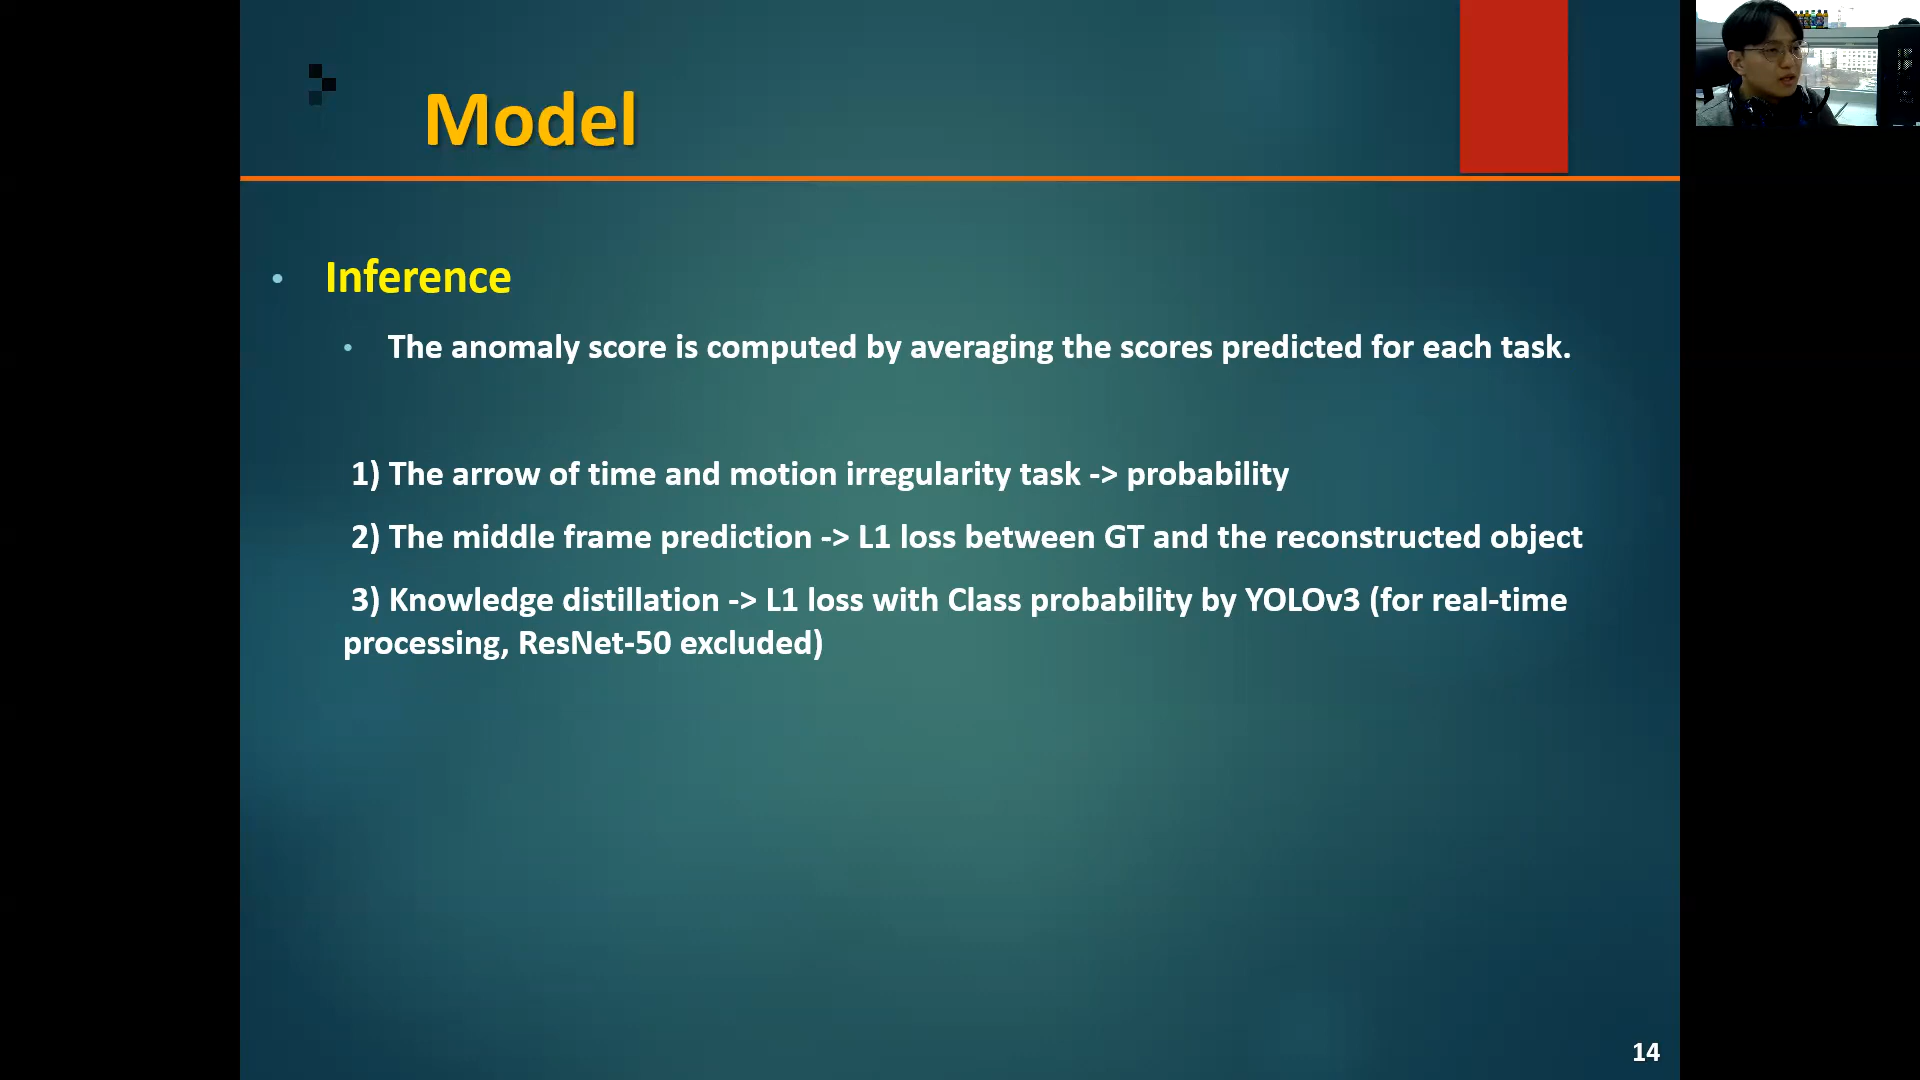 Model
Inference
The anomaly score is computed by averaging the scores predicted for each task.
1) The arrow of time and motion irregularity task -> probability
2) The middle frame prediction -> L1 loss between GT and the reconstructed object
3) Knowledge distillation -> L1 loss with Class probability by YOLOv3 (for real-time
processing, ResNet-50 excluded)
14